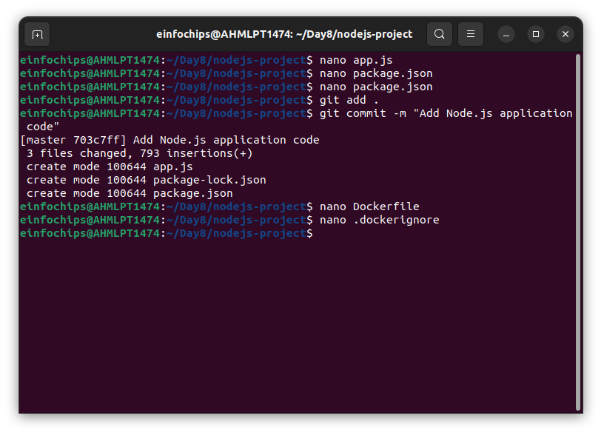 einfochips@AHMLPT1474: ~/Day8/nodejs-project
einfochips@AHMLPT1474:~/Day8/nodejs-project$ nano app.js
einfochips@AHMLPT1474:~/Day8/nodejs-project$ nano package.json
einfochips@AHMLPT1474:~/Day8/nodejs-project$ nano package.json
einfochips@AHMLPT1474:~/Day8/nodejs-project$ git add .
einfochips@AHMLPT1474:~/Day8/nodejs-project$ git commit -m "Add Node.js application
 code"
[master 703c7ff] Add Node.js application code
 3 files changed, 793 insertions(+)
 create mode 100644 app.js
 create mode 100644 package-lock.json
 create mode 100644 package.json
einfochips@AHMLPT1474:~/Day8/nodejs-project$ nano Dockerfile
einfochips@AHMLPT1474:~/Day8/nodejs-project$ nano .dockerignore
einfochips@AHMLPT1474:~/Day8/nodejs-project$